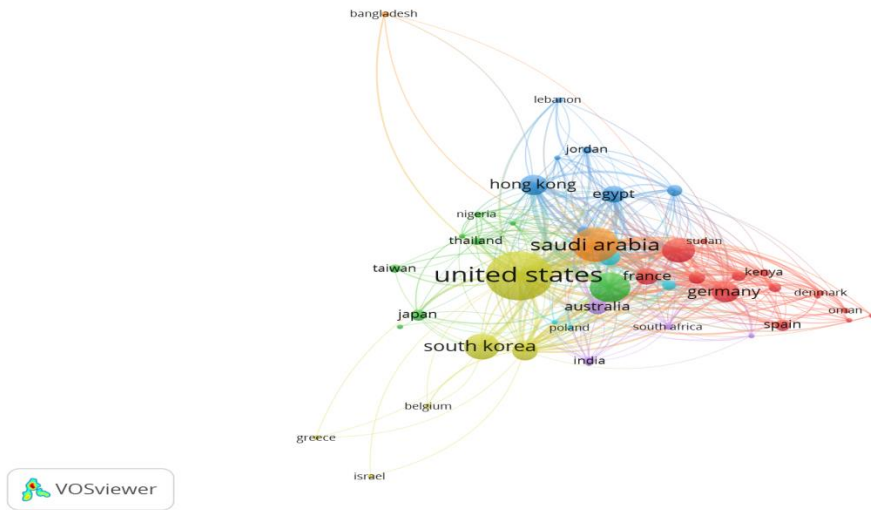 bangladesh
lebanon
jordan
hong kong
egypt
nigeria
thailand
saudi arabia
sudan
taiwan
united states
france
kenya
germany
denmark
japan
australia
oman
poland
south africa
spain
south korea
india
belgium
greece
israel
VOSviewer